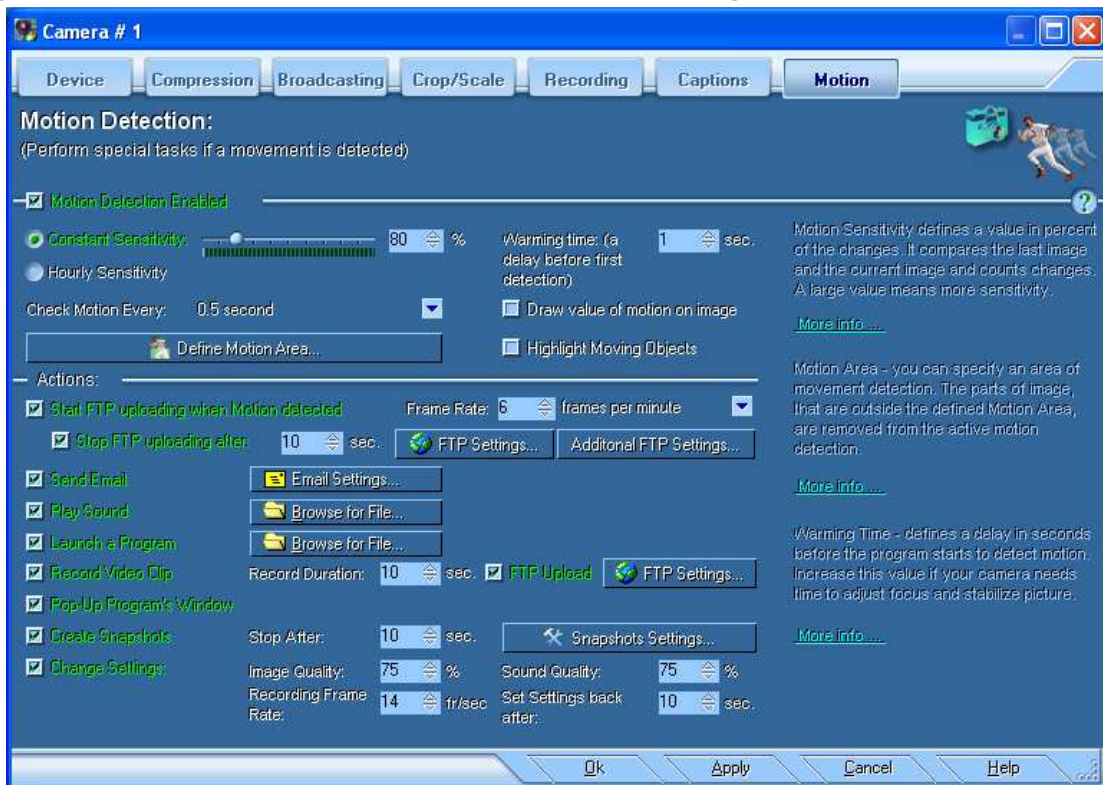 Camera # 1
Device Compression Broadcasting Crop/Scale Recording Captions Motion
Motion Detection:
(Perform special tasks if a movement is detected)
Motion Detection Enabled
Constant Sensitivity: 80 %
Hourly Sensitivity
Warming time: (a
delay before first
detection)
1 sec.
Check Motion Every: 0.5 second
Draw value of motion on image
Define Motion Area...
Highlight Moving Objects
Actions:
Start FTP uploading when Motion detected Frame Rate: 6 frames per minute
Stop FTP uploading after: 10 sec. FTP Settings... Additonal FTP Settings...
Send Email Email Settings...
Play Sound Browse for File...
Launch a Program Browse for File...
Record Video Clip Record Duration: 10 sec. FTP Upload FTP Settings...
Pop-Up Program's Window
Create Snapshots Stop After: 10 sec. Snapshots Settings...
Change Settings: Image Quality: 75 % Sound Quality: 75 %
Recording Frame
Rate:
14 fr/sec
Set Settings back
after:
10 sec.
?
Motion Sensitivity defines a value in percent
of the changes. It compares the last image
and the current image and counts changes.
A large value means more sensitivity.
More info ...
Motion Area - you can specify an area of
movement detection. The parts of image,
that are outside the defined Motion Area,
are removed from the active motion
detection.
More info ...
Warming Time - defines a delay in seconds
before the program starts to detect motion.
Increase this value if your camera needs
time to adjust focus and stabilize picture.
More info ...
Ok Apply Cancel Help